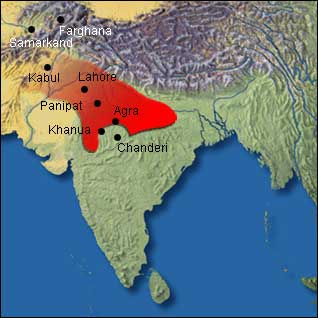 Farghana
Samarkand
Kabul
Lahore
Panipat
Agra
Khanua
Chanderi